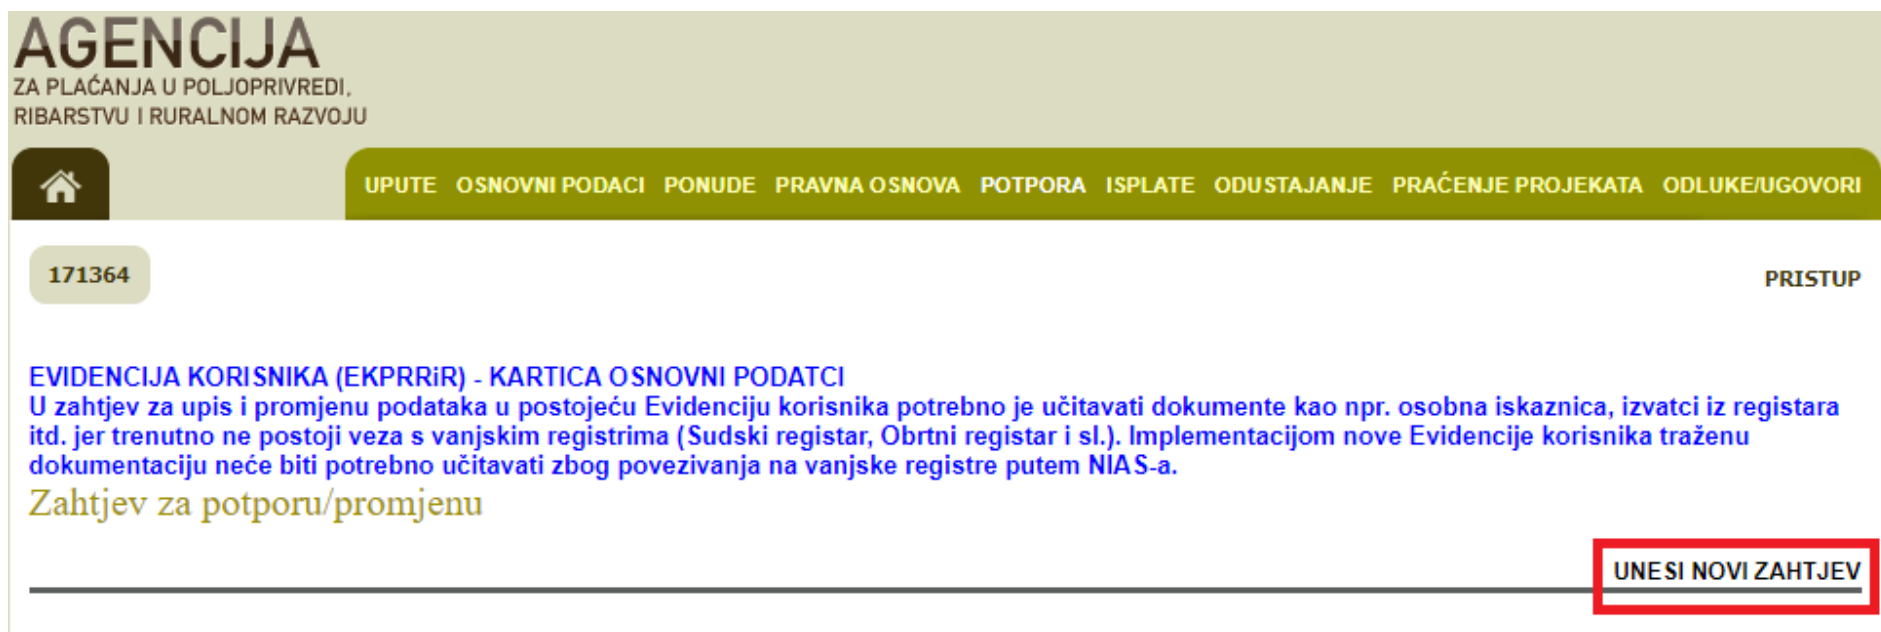 AGENCIJA
ZA PLAĆANJA U POLJOPRIVREDI,
RIBARSTVU I RURALNOM RAZVOJU
UPUTE OSNOVNI PODACI PONUDE PRAVNA OSNOVA POTPORA ISPLATE ODUSTAJANJE PRAĆENJE PROJEKATA ODLUKE/UGOVORI
171364
PRISTUP
EVIDENCIJA KORISNIKA (EKPRRiR) - KARTICA OSNOVNI PODATCI
U zahtjev za upis i promjenu podataka u postojeću Evidenciju korisnika potrebno je učitavati dokumente kao npr. osobna iskaznica, izvatci iz registara
itd. jer trenutno ne postoji veza s vanjskim registrima (Sudski registar, Obrtni registar i sl.). Implementacijom nove Evidencije korisnika traženu
dokumentaciju neće biti potrebno učitavati zbog povezivanja na vanjske registre putem NIAS-a.
Zahtjev za potporu/promjenu
UNESI NOVI ZAHTJEV